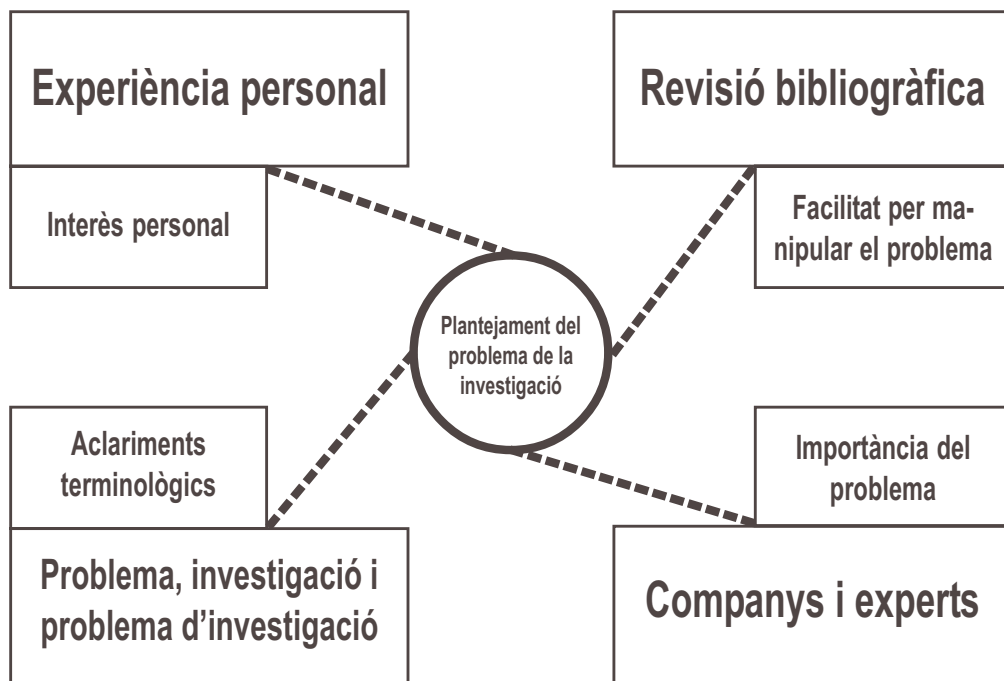 Experiència personal
Interès personal
Revisió bibliogràfica
Facilitat per ma-
nipular el problema
Plantejament del
problema de la
investigació
Aclariments
terminològics
Problema, investigació i
problema d’investigació
Importància del
problema
Companys i experts